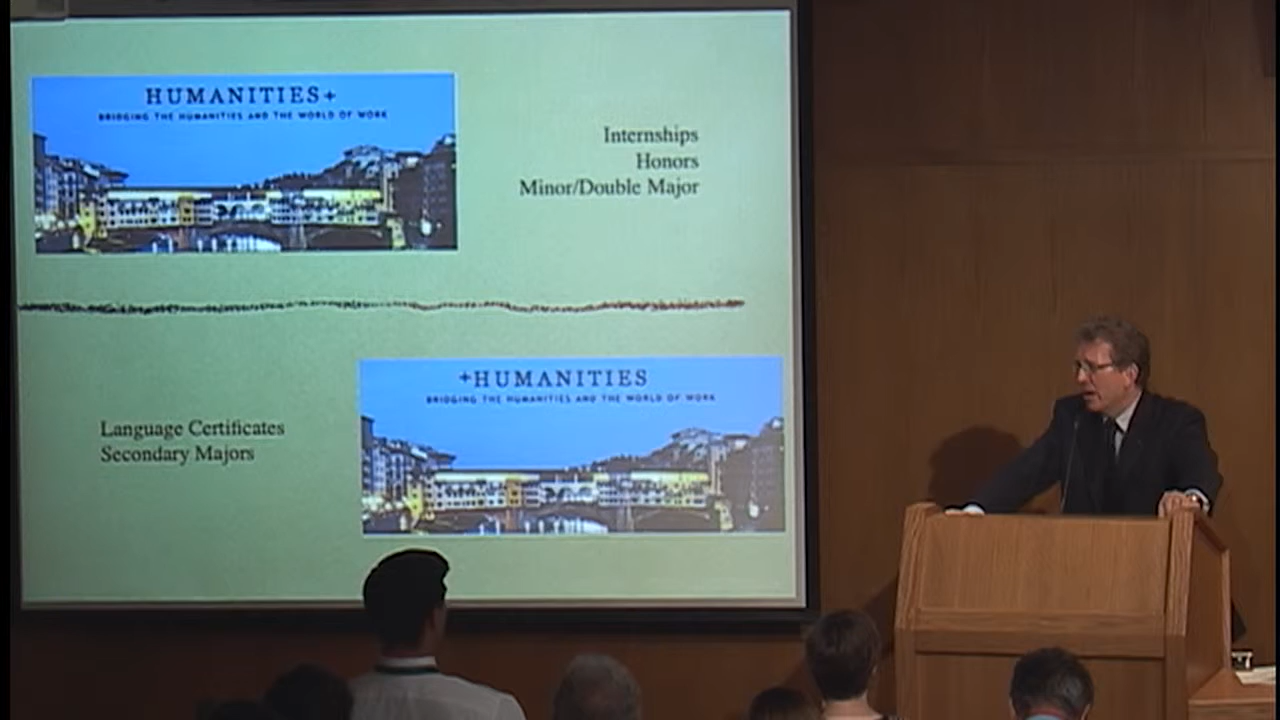 HUMANITIES+
BRIDGING THE HUMANITIES AND THE WORLD OF WORK
Internships
Honors
Minor/Double Major
+HUMANITIES
BRIDGING THE HUMANITIES AND THE WORLD OF WORK
Language Certificates
Secondary Majors